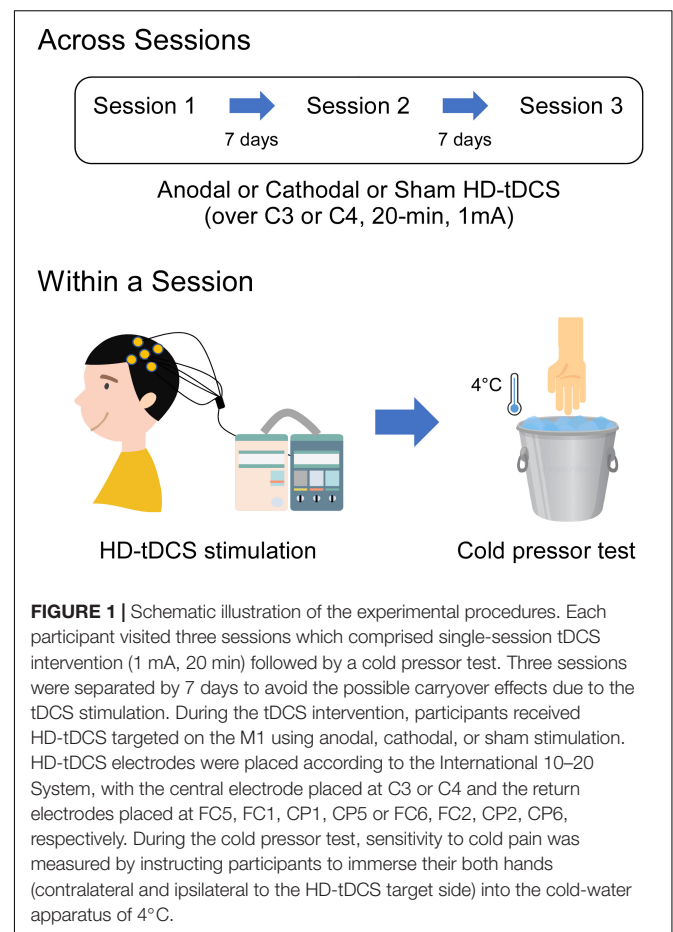 Across Sessions
Session 1
Session 2
Session 3
7 days
7 days
Anodal or Cathodal or Sham HD-tDCS
(over C3 or C4, 20-min, 1mA)
Within a Session
4°C
HD-tDCS stimulation
Cold pressor test
FIGURE 1 | Schematic illustration of the experimental procedures. Each
participant visited three sessions which comprised single-session tDCS
intervention (1 mA, 20 min) followed by a cold pressor test. Three sessions
were separated by 7 days to avoid the possible carryover effects due to the
tDCS stimulation. During the tDCS intervention, participants received
HD-tDCS targeted on the M1 using anodal, cathodal, or sham stimulation.
HD-tDCS electrodes were placed according to the International 10–20
System, with the central electrode placed at C3 or C4 and the return
electrodes placed at FC5, FC1, CP1, CP5 or FC6, FC2, CP2, CP6,
respectively. During the cold pressor test, sensitivity to cold pain was
measured by instructing participants to immerse their both hands
(contralateral and ipsilateral to the HD-tDCS target side) into the cold-water
apparatus of 4°C.